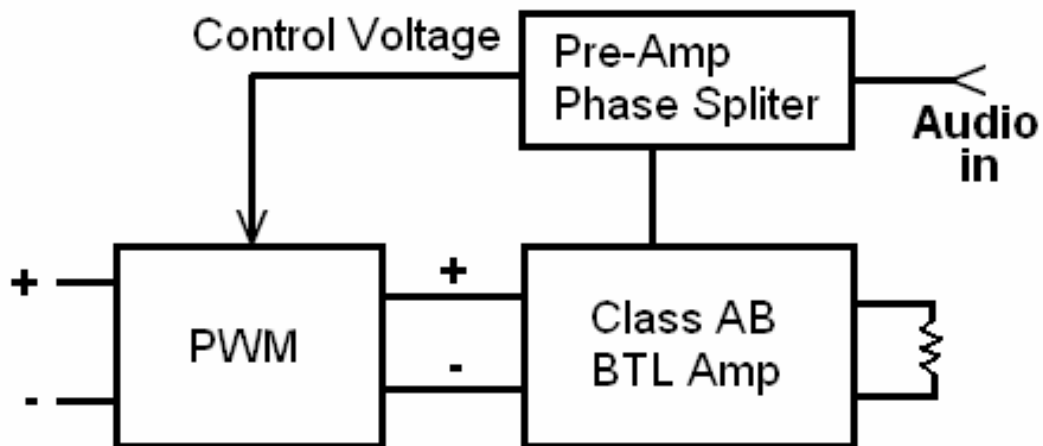 Control Voltage
Pre-Amp
Phase Spliter
Audio
in
+
-
PWM
+
-
Class AB
BTL Amp